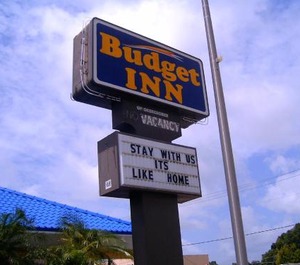 Budget
INN
VACANCY
STAY WITH US
ITS
LIKE HOME